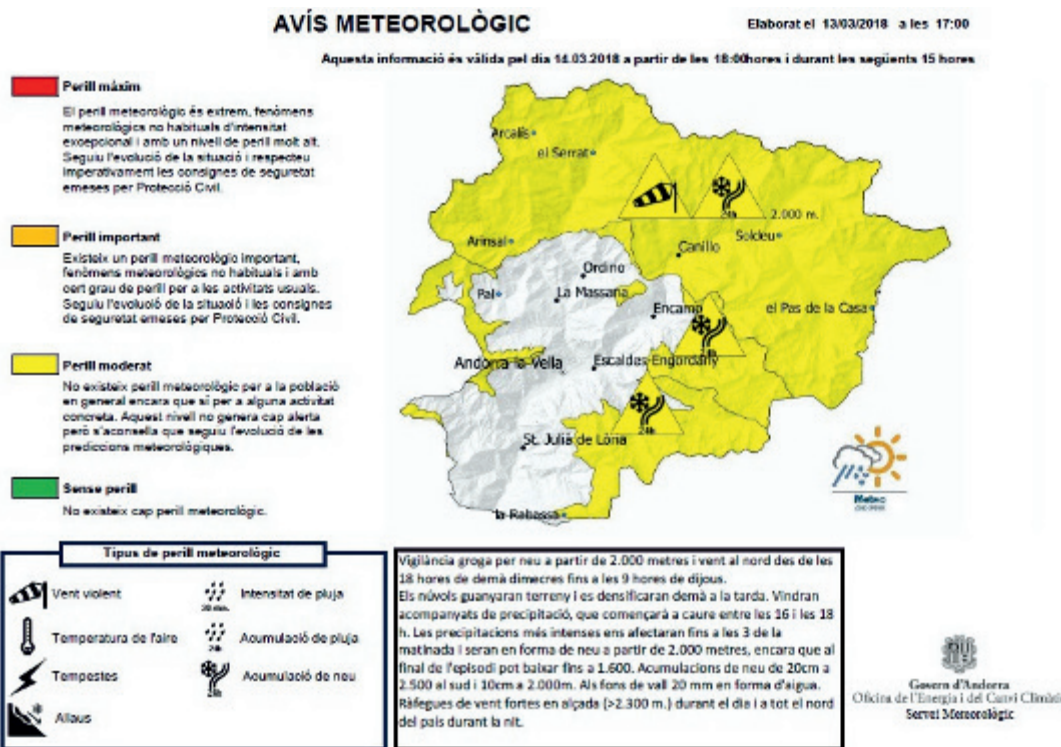 AVÍS METEOROLÒGIC
Elaborat el 13/03/2018 a les 17:00
Aquesta informació és vàlida pel dia 14.03.2018 a partir de les 18:00hores i durant les següents 15 hores
Perill màxim
El perill meteorològic és extrem, fenòmens
meteorològics no habituals d'intensitat
excepcional i amb un nivell de perill molt alt.
Seguiu l'evolució de la situació i respecteu
imperativament les consignes de seguretat
emeses per Protecció Civil.
Perill important
Existeix un perill meteorològic important,
fenòmens meteorològics no habituals i amb
cert grau de perill per a les activitats usuals.
Seguiu l'evolució de la situació i les consignes
de seguretat emeses per Protecció Civil.
Perill moderat
No existeix perill meteorològic per a la població
en general encara que sí per a alguna activitat
concreta. Aquest nivell no genera cap alerta
però s'aconsella que seguiu l'evolució de les
prediccions meteorològiques.
Sense perill
No existeix cap perill meteorològic.
Arcalís
el Serrat
24h
2.000 m.
Arinsal
Canillo
Soldeu
Ordino
Pal
La Massana
Encamp
el Pas de la Casa
24h
Andorra la Vella
Escaldes-Engordany
24h
St. Julià de Lòria
la Rabassa
Meteo
Tipus de perill meteorològic
Vent violent
Intensitat de pluja
Temperatura de l'aire
24h
Acumulació de pluja
Tempestes
24h
Acumulació de neu
Allaus
Vigilància groga per neu a partir de 2.000 metres i vent al nord des de les
18 hores de demà dimecres fins a les 9 hores de dijous.
Els núvols guanyaran terreny i es densificaran demà a la tarda. Vindran
acompanyats de precipitació, que començarà a caure entre les 16 i les 18
h. Les precipitacions més intenses ens afectaran fins a les 3 de la
matinada i seran en forma de neu a partir de 2.000 metres, encara que al
final de l'episodi pot baixar fins a 1.600. Acumulacions de neu de 20cm a
2.500 al sud i 10cm a 2.000m. Als fons de vall 20 mm en forma d'aigua.
Ràfegues de vent fortes en alçada (>2.300 m.) durant el dia i a tot el nord
del país durant la nit.
Govern d'Andorra
Oficina de l'Energia i del Canvi Climàtic
Servei Meteorològic